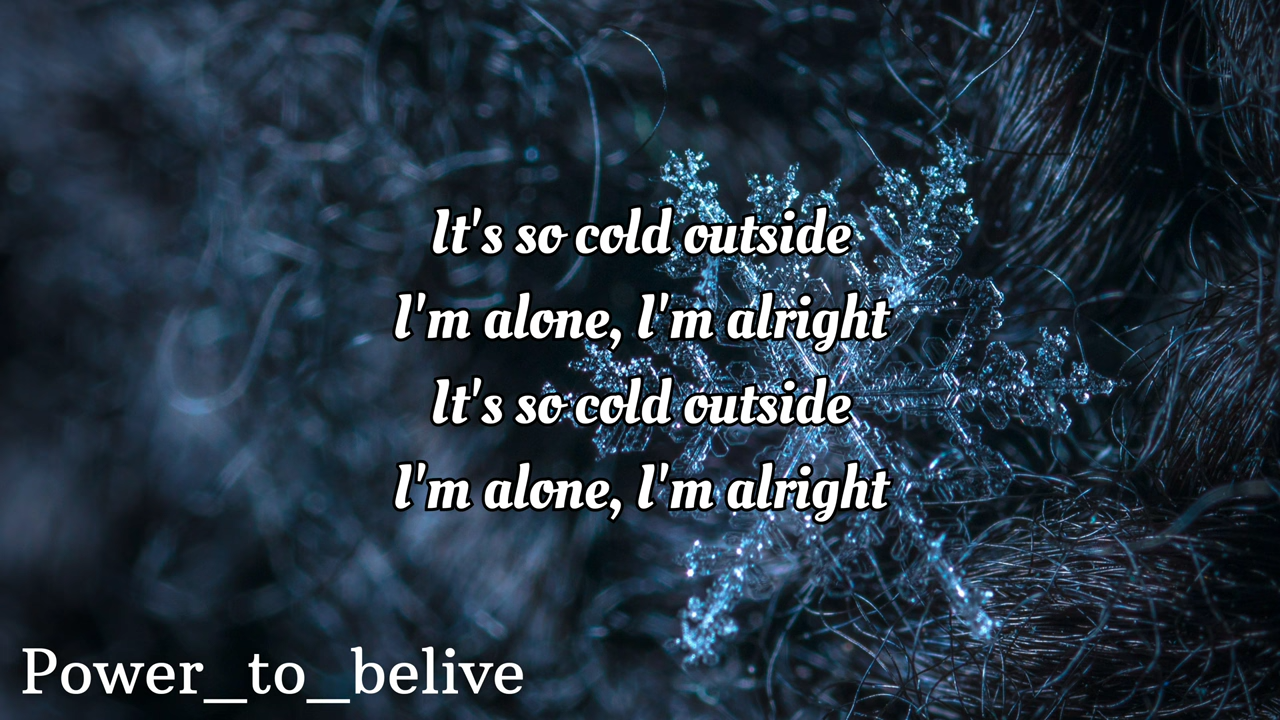 It's so cold outside
I'm alone, I'm alright
It's so cold outside
I'm alone, I'm alright
Power_to_belive